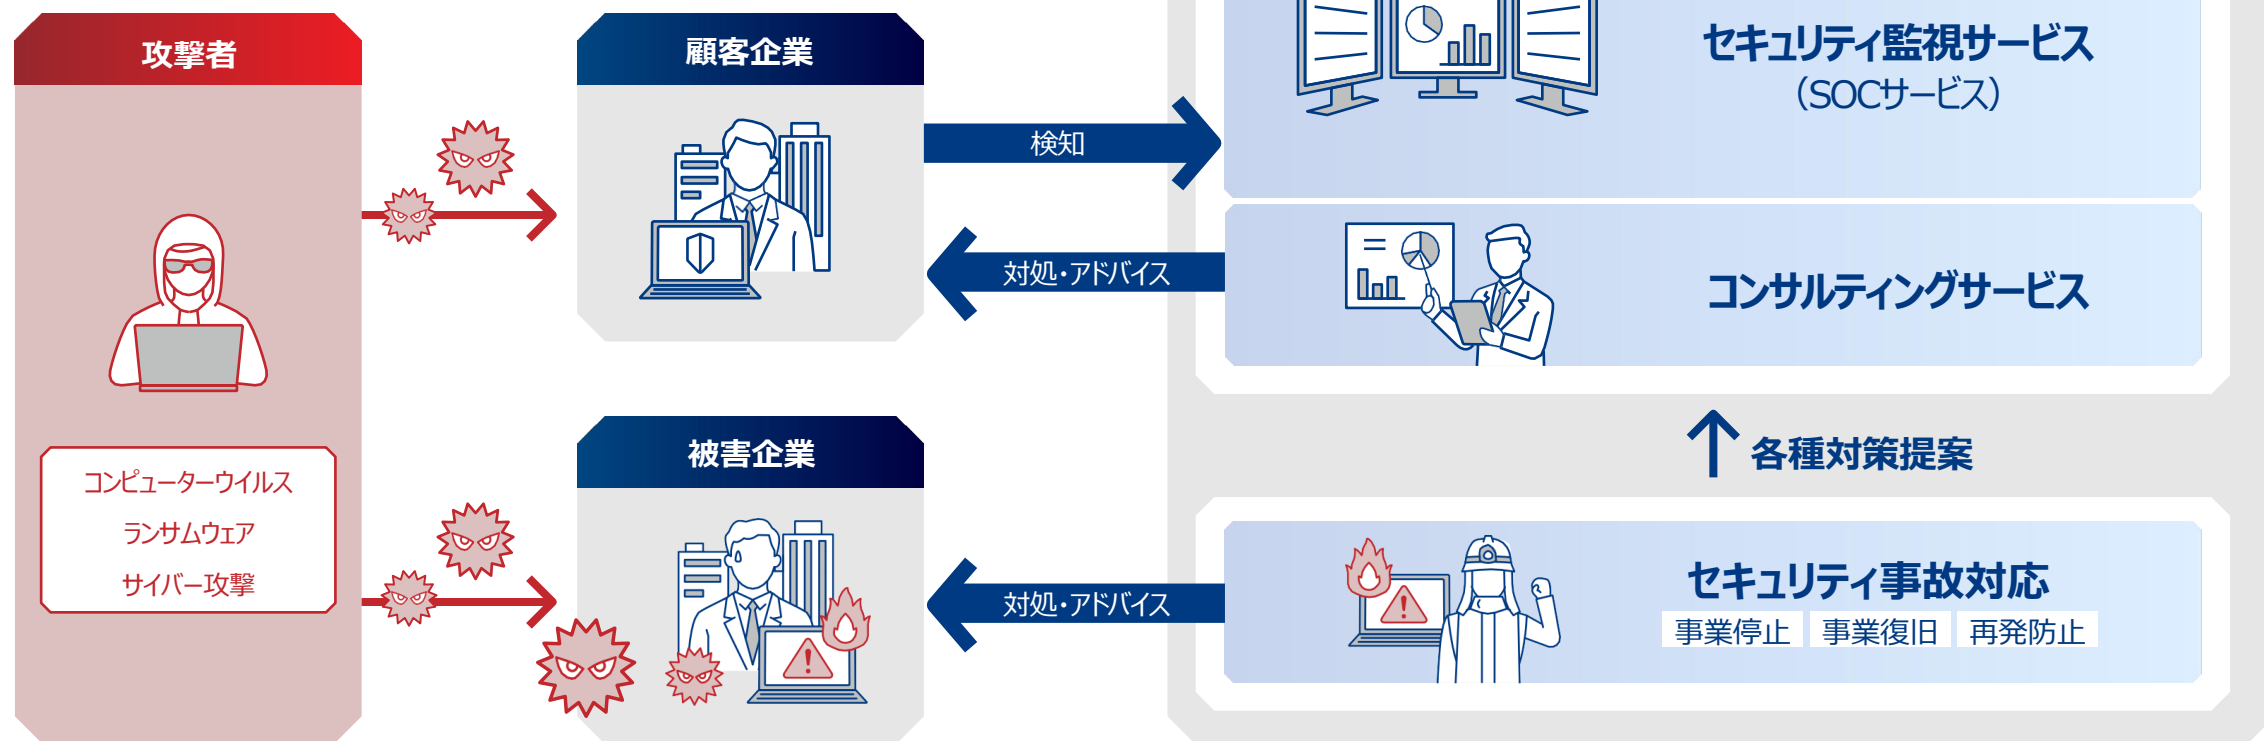 攻撃者
コンピューターウイルス
ランサムウェア
サイバー攻撃
顧客企業
検知
対処・アドバイス
被害企業
対処・アドバイス
セキュリティ監視サービス
（SOCサービス）
コンサルティングサービス
各種対策提案
セキュリティ事故対応
事業停止 事業復旧 再発防止